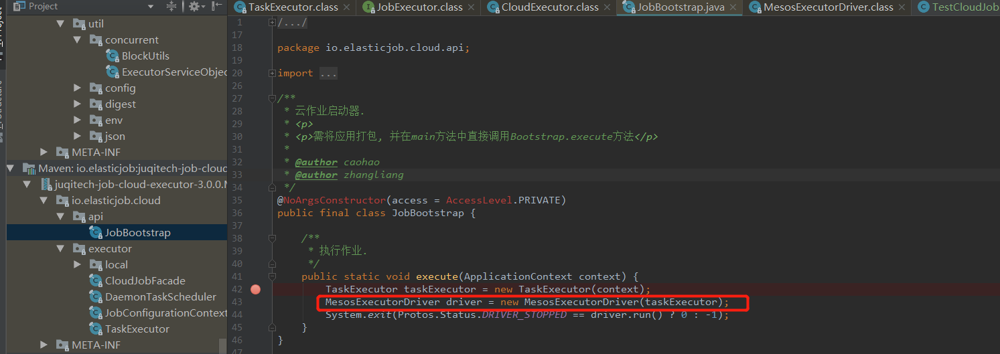 Project
TaskExecutor.class
JobExecutor.class
CloudExecutor.class
JobBootstrap.java
MesosExecutorDriver.class
TestCloudJob
util
concurrent
BlockUtils
ExecutorServiceObjec
config
digest
env
json
META-INF
Maven: io.elasticjob:juqitech-job-cloud
juqitech-job-cloud-executor-3.0.0.M
io.elasticjob.cloud
api
JobBootstrap
executor
local
CloudJobFacade
DaemonTaskScheduler
JobConfigurationContext
TaskExecutor
META-INF
1 /.../
17
18 package io.elasticjob.cloud.api;
19
20 import ...
26
27 /**
28 * 云作业启动器.
29 * <p>
30 * <p>需将应用打包, 并在main方法中直接调用Bootstrap.execute方法</p>
31 *
32 * @author caohao
33 * @author zhangliang
34 */
35 @NoArgsConstructor(access = AccessLevel.PRIVATE)
36 public final class JobBootstrap {
37
38 /**
39 * 执行作业.
40 */
41 public static void execute(ApplicationContext context) {
42 TaskExecutor taskExecutor = new TaskExecutor(context);
43 MesosExecutorDriver driver = new MesosExecutorDriver(taskExecutor);
44 System.exit(Protos.Status.DRIVER_STOPPED == driver.run() ? 0 : -1);
45 }
46 }
47